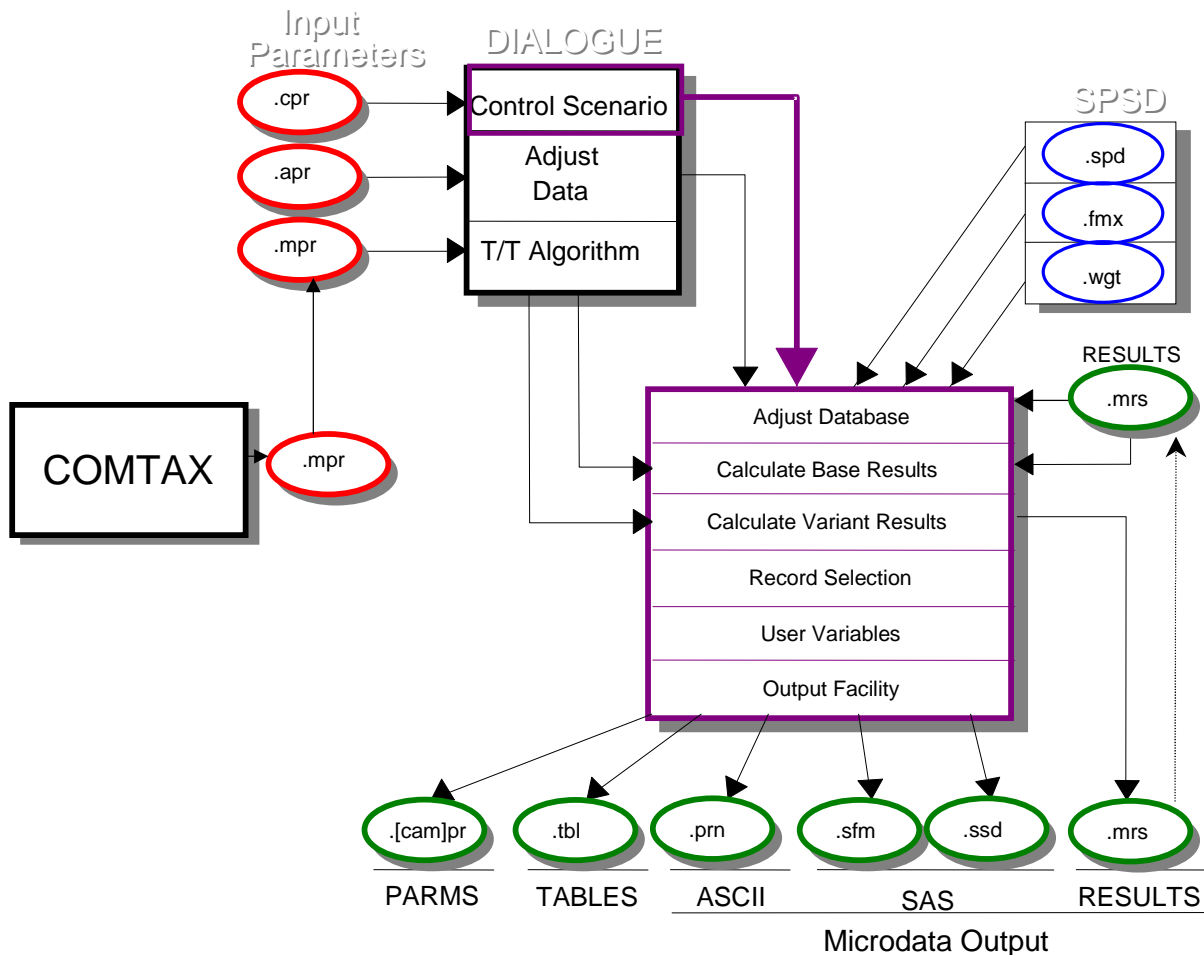 Input
Parameters
DIALOGUE
SPSD
.cpr
.apr
.mpr
Control Scenario
Adjust
Data
T/T Algorithm
.spd
.fmx
.wgt
RESULTS
.mrs
COMTAX
.mpr
Adjust Database
Calculate Base Results
Calculate Variant Results
Record Selection
User Variables
Output Facility
.[cam]pr
.tbl
.prn
.sfm
.ssd
.mrs
PARMS
TABLES
ASCII
SAS
RESULTS
Microdata Output